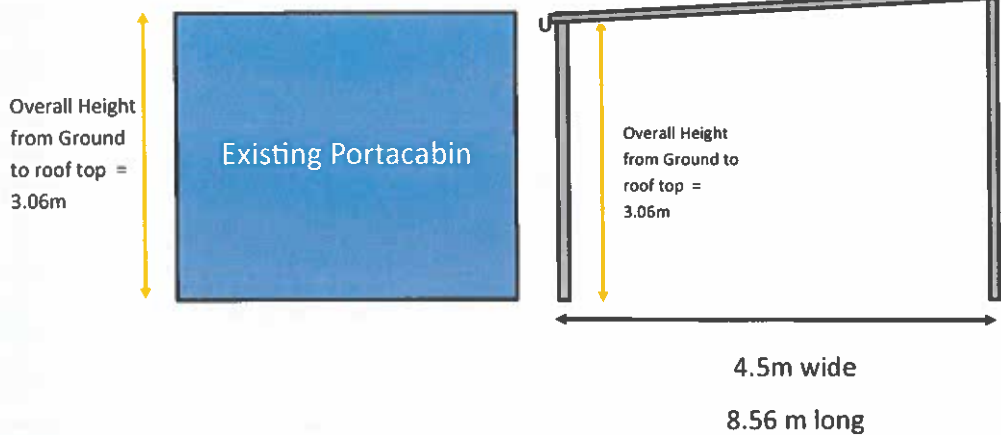 Overall Height
from Ground
to roof top =
3.06m
Existing Portacabin
Overall Height
from Ground to
roof top =
3.06m
4.5m wide
8.56 m long